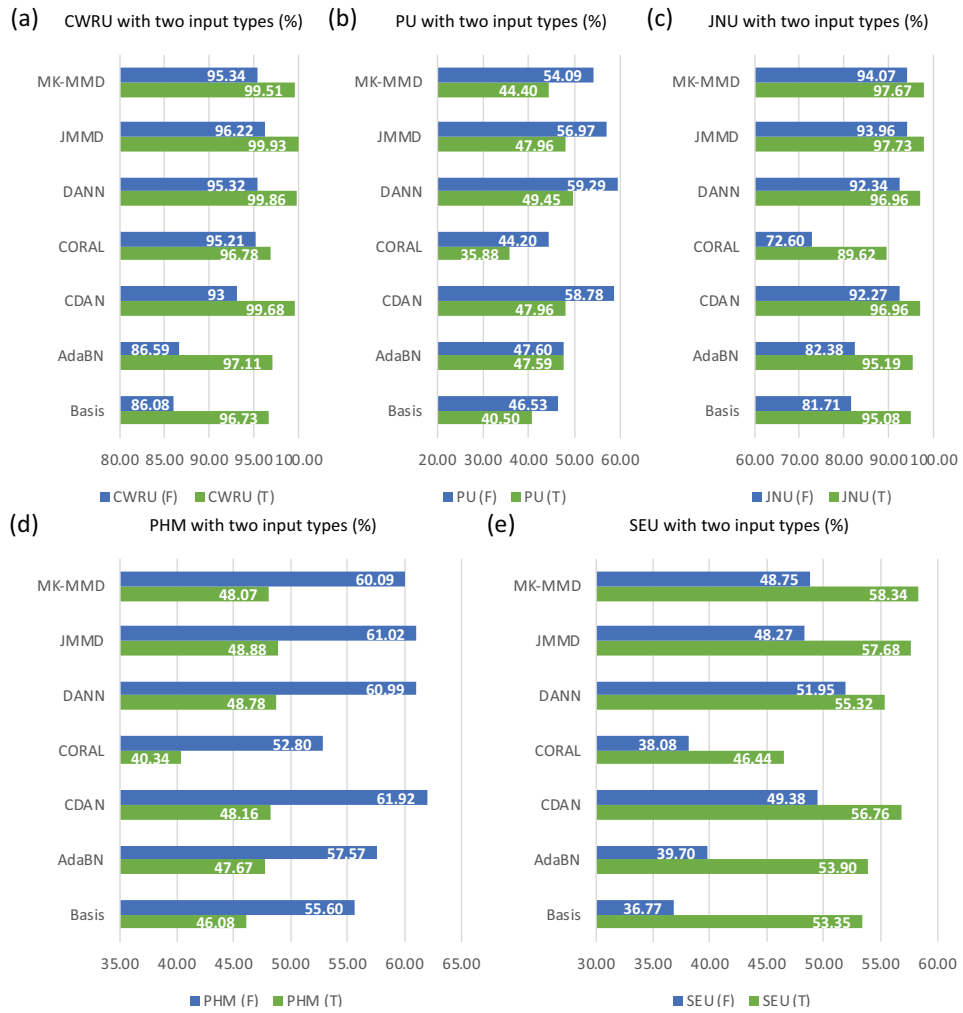 (a) CWRU with two input types (%)
MK-MMD 95.34
99.51
JMMD 96.22
99.93
DANN 95.32
99.86
CORAL 95.21
96.78
CDAN 93
99.68
AdaBN 86.59
97.11
Basis 86.08
96.73
80.00 85.00 90.00 95.00 100.00
CWRU (F) CWRU (T)
(b) PU with two input types (%)
MK-MMD 54.09
44.40
JMMD 56.97
47.96
DANN 59.29
49.45
CORAL 44.20
35.88
CDAN 58.78
47.96
AdaBN 47.60
47.59
Basis 46.53
40.50
20.00 30.00 40.00 50.00 60.00
PU (F) PU (T)
(c) JNU with two input types (%)
MK-MMD 94.07
97.67
JMMD 93.96
97.73
DANN 92.34
96.96
CORAL 72.60
89.62
CDAN 92.27
96.96
AdaBN 82.38
95.19
Basis 81.71
95.08
60.00 70.00 80.00 90.00 100.00
JNU (F) JNU (T)
(d) PHM with two input types (%)
MK-MMD 60.09
48.07
JMMD 61.02
48.88
DANN 60.99
48.78
CORAL 52.80
40.34
CDAN 61.92
48.16
AdaBN 57.57
47.67
Basis 55.60
46.08
35.00 40.00 45.00 50.00 55.00 60.00 65.00
PHM (F) PHM (T)
(e) SEU with two input types (%)
MK-MMD 48.75
58.34
JMMD 48.27
57.68
DANN 51.95
55.32
CORAL 38.08
46.44
CDAN 49.38
56.76
AdaBN 39.70
53.90
Basis 36.77
53.35
30.00 35.00 40.00 45.00 50.00 55.00 60.00
SEU (F) SEU (T)